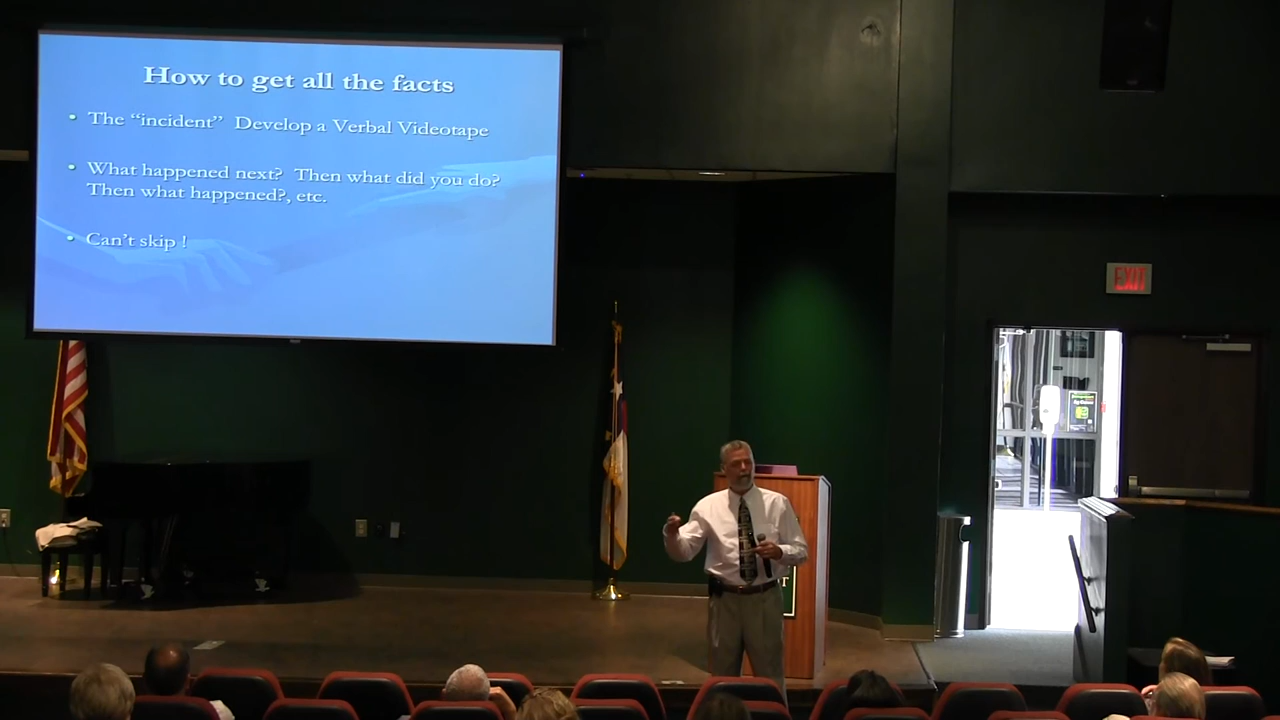 How to get all the facts
• The “incident” Develop a Verbal Videotape
• What happened next? Then what did you do?
Then what happened?, etc.
• Can’t skip !
EXIT
T